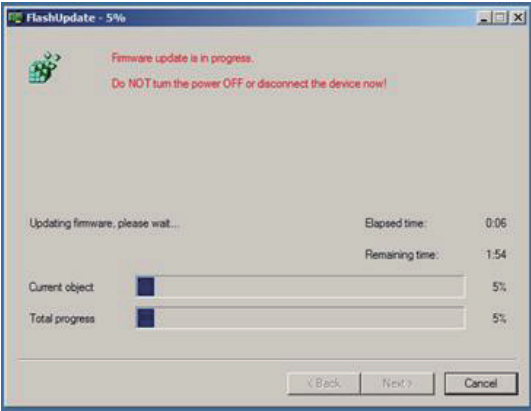 FlashUpdate - 5%
Firmware update is in progress.
Do NOT turn the power OFF or disconnect the device now!
Updating firmware, please wait...
Elapsed time: 0:06
Remaining time: 1:54
Current object 5%
Total progress 5%
< Back Next > Cancel